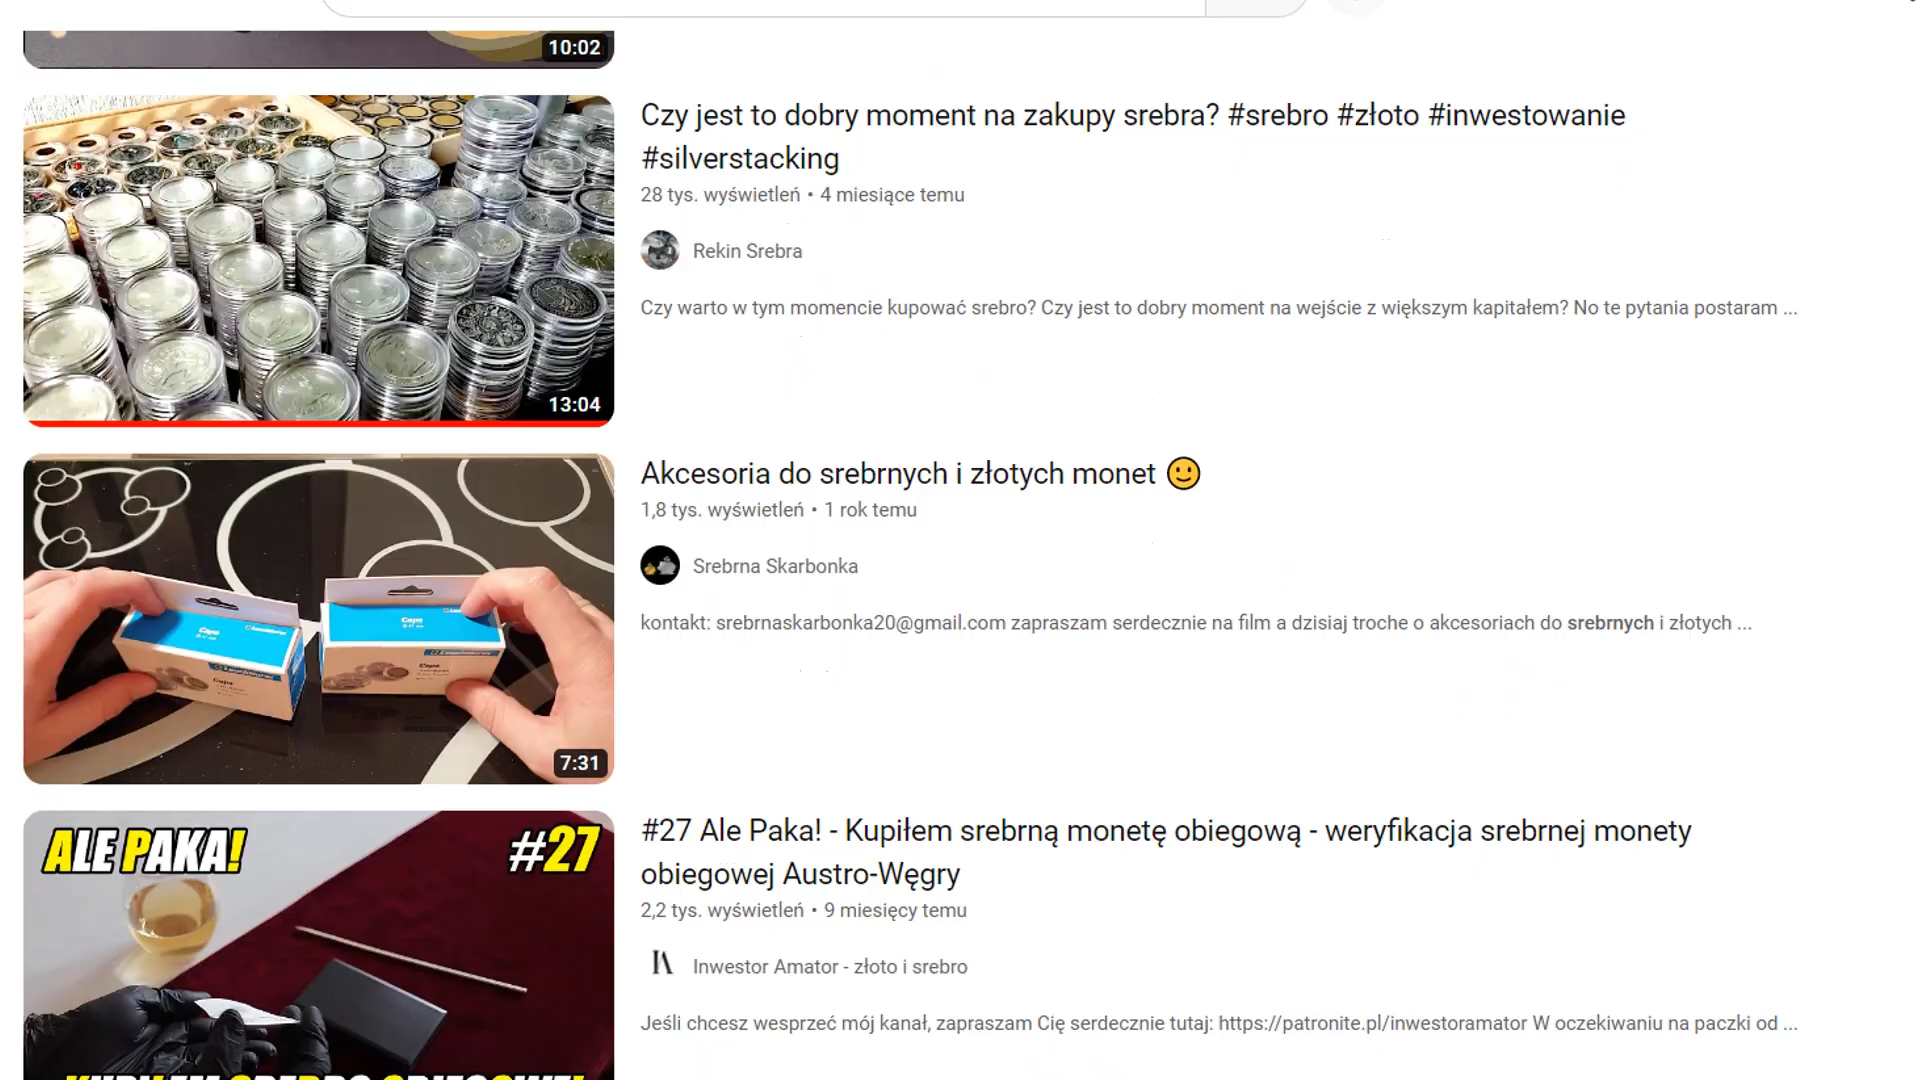 10:02
Czy jest to dobry moment na zakupy srebra? #srebro #złoto #inwestowanie
#silverstacking
28 tys. wyświetleń • 4 miesiące temu
Rekin Srebra
Czy warto w tym momencie kupować srebro? Czy jest to dobry moment na wejście z większym kapitałem? No te pytania postaram ...
13:04
Akcesoria do srebrnych i złotych monet 🙂
1,8 tys. wyświetleń • 1 rok temu
Srebrna Skarbonka
kontakt: srebrnaskarbonka20@gmail.com zapraszam serdecznie na film a dzisiaj troche o akcesoriach do srebrnych i złotych ...
Caps
Caps
Caps
Caps
7:31
ALE PAKA!
#27
#27 Ale Paka! - Kupiłem srebrną monetę obiegową - weryfikacja srebrnej monety
obiegowej Austro-Węgry
2,2 tys. wyświetleń • 9 miesięcy temu
Inwestor Amator - złoto i srebro
Jeśli chcesz wesprzeć mój kanał, zapraszam Cię serdecznie tutaj: https://patronite.pl/inwestoramator W oczekiwaniu na paczki od ...